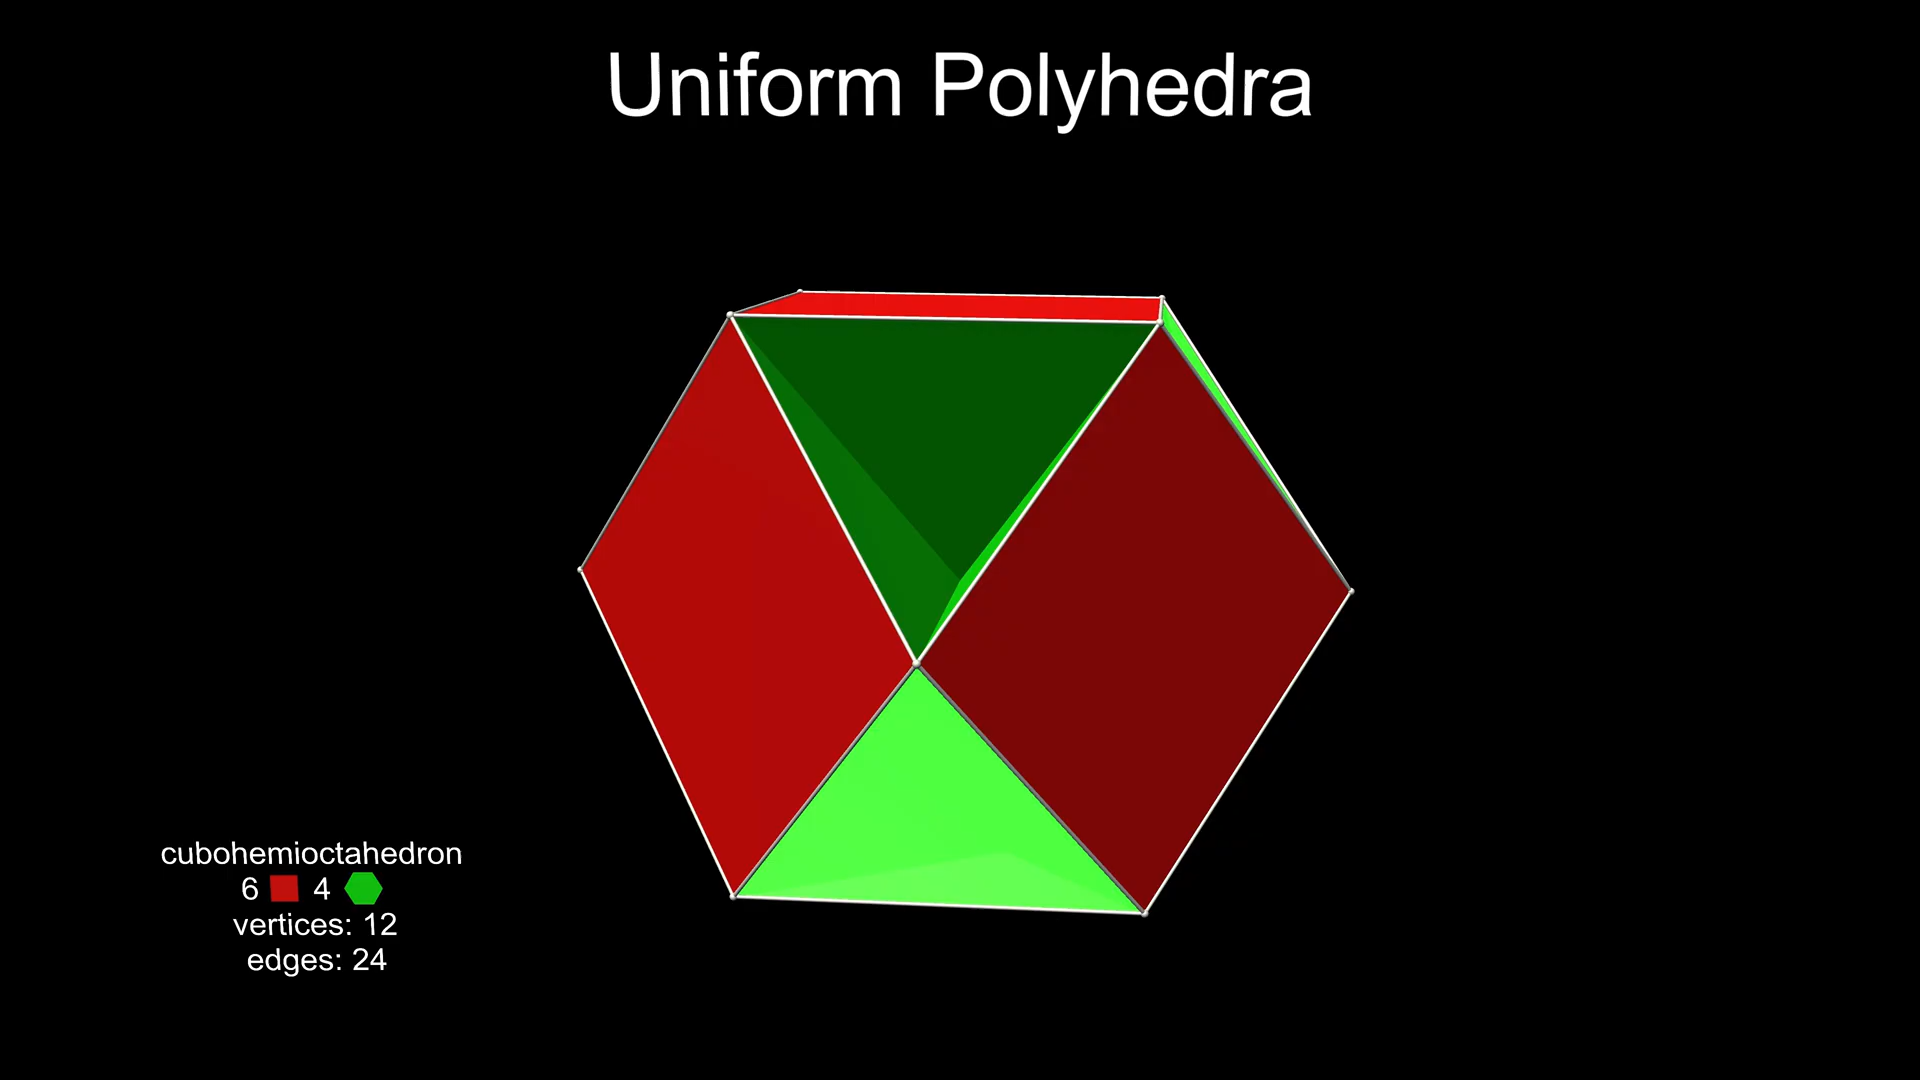 Uniform Polyhedra
cubohemioctahedron
6 4
vertices: 12
edges: 24